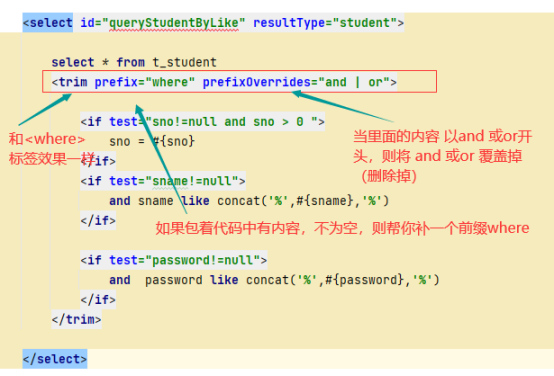 <select id="queryStudentByLike" resultType="student">
select * from t_student
<trim prefix="where" prefixOverrides="and | or">
和<where>
标签效果一样
当里面的内容 以and 或or开
头，则将 and 或or 覆盖掉
（删除掉）
<if test="sno!=null and sno > 0 ">
sno = #{sno}
</if>
<if test="sname!=null">
and sname like concat('%',#{sname},'%')
</if>
如果包着代码中有内容，不为空，则帮你补一个前缀where
<if test="password!=null">
and  password like concat('%',#{password},'%')
</if>
</trim>
</select>